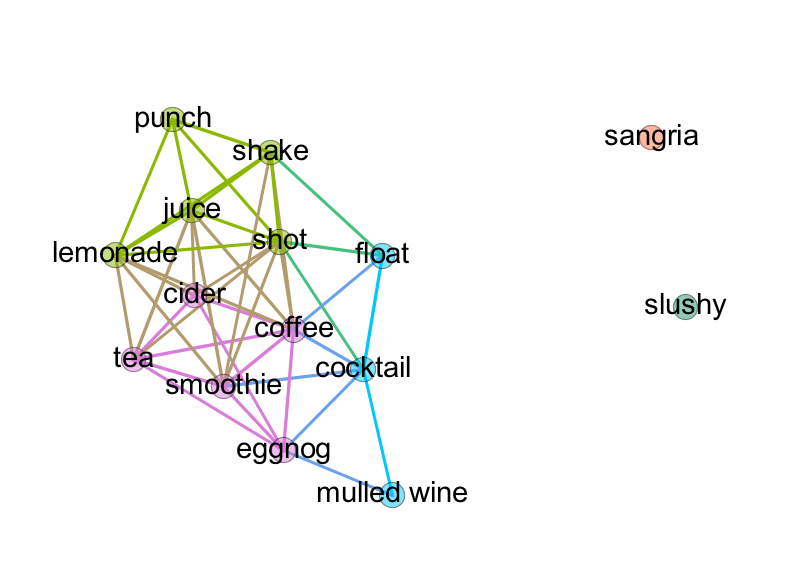 punch
sangria
shake
juice
shot
lemonade
float
cider
slushy
coffee
tea
cocktail
smoothie
eggnog
mulled wine